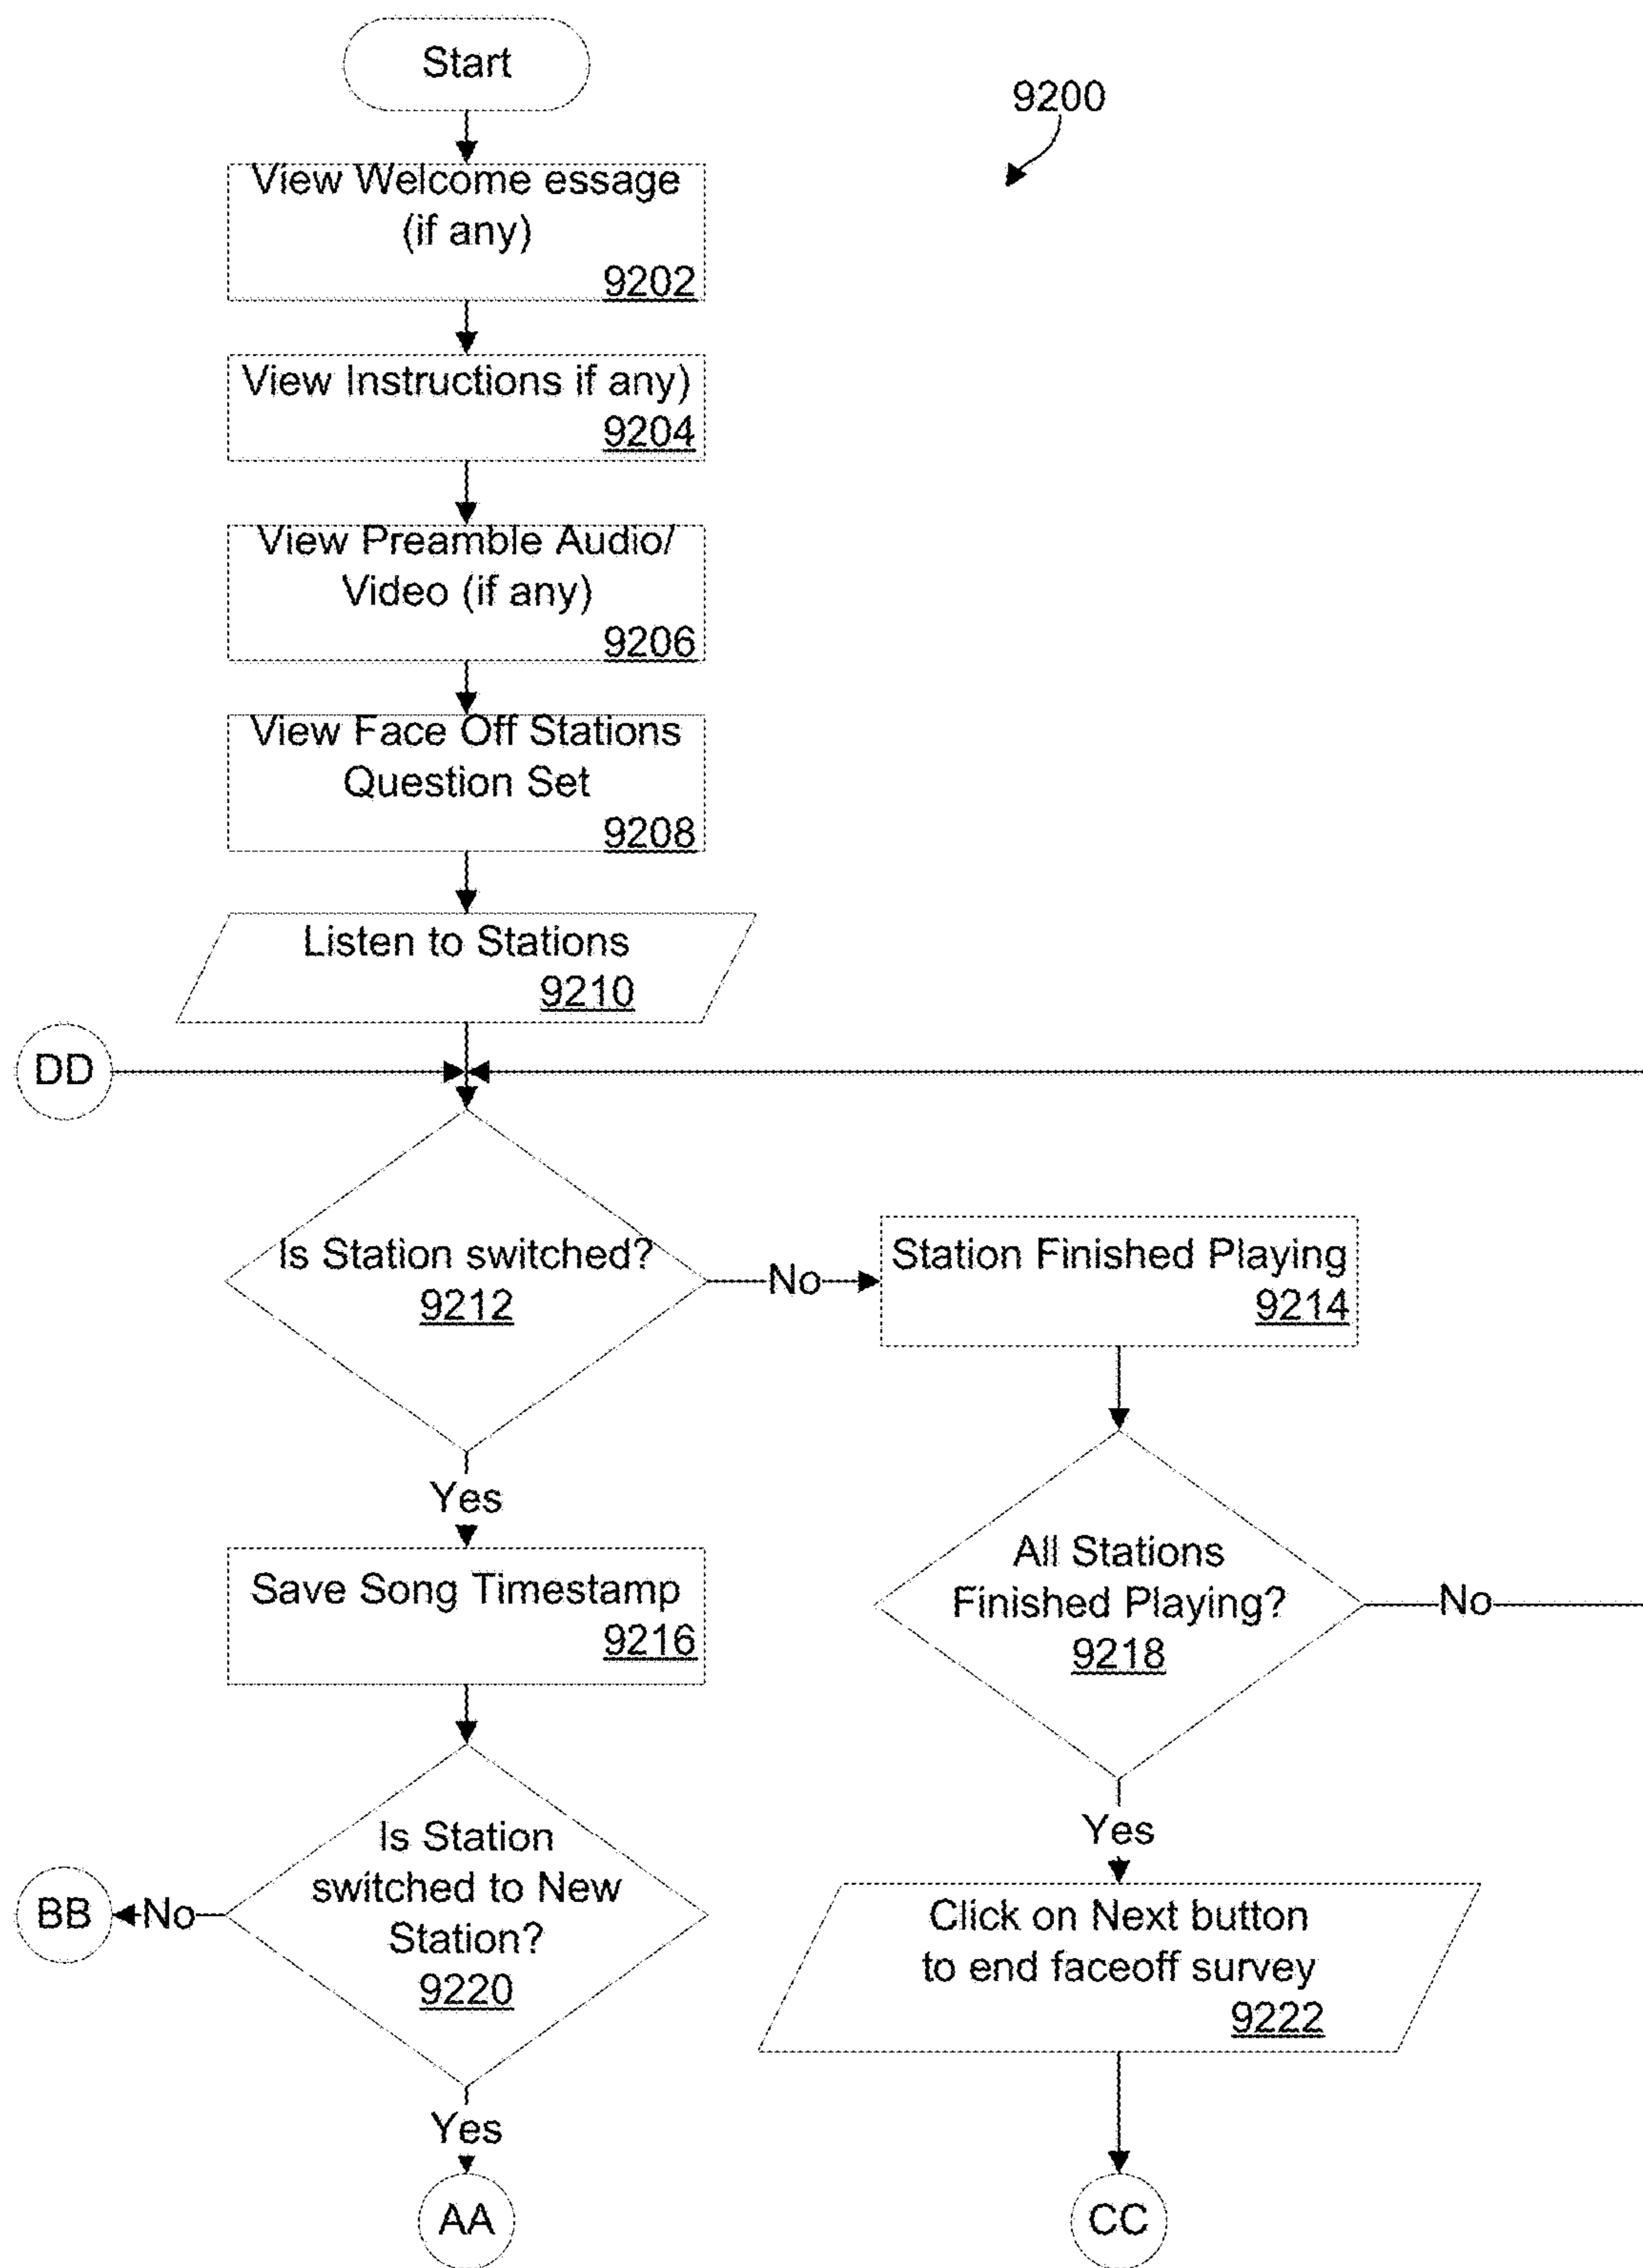 Start
9200
View Welcome essage
(if any)
9202
View Instructions if any)
9204
View Preamble Audio/
Video (if any)
9206
View Face Off Stations
Question Set
9208
Listen to Stations
9210
DD
Is Station switched?
9212
No
Station Finished Playing
9214
Yes
Save Song Timestamp
9216
All Stations
Finished Playing?
9218
No
Yes
Is Station
switched to New
Station?
9220
No
BB
Click on Next button
to end faceoff survey
9222
Yes
AA
CC